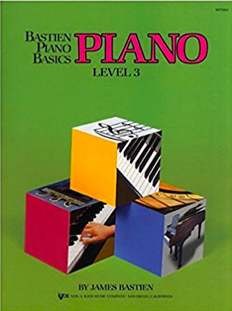 BASTIEN
PIANO
BASICS
PIANO
LEVEL 3
BY JAMES BASTIEN